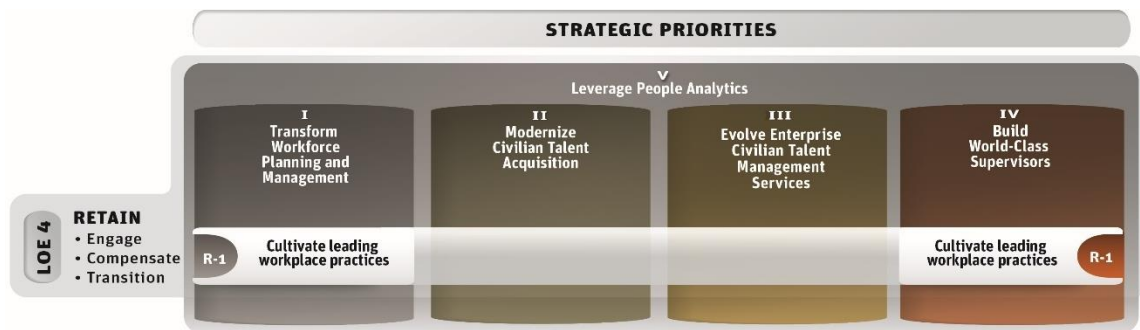 STRATEGIC PRIORITIES
V
Leverage People Analytics
I
Transform
Workforce
Planning and
Management
II
Modernize
Civilian Talent
Acquisition
III
Evolve Enterprise
Civilian Talent
Management
Services
IV
Build
World-Class
Supervisors
LOE 4
RETAIN
• Engage
• Compensate
• Transition
R-1
Cultivate leading
workplace practices
Cultivate leading
workplace practices
R-1